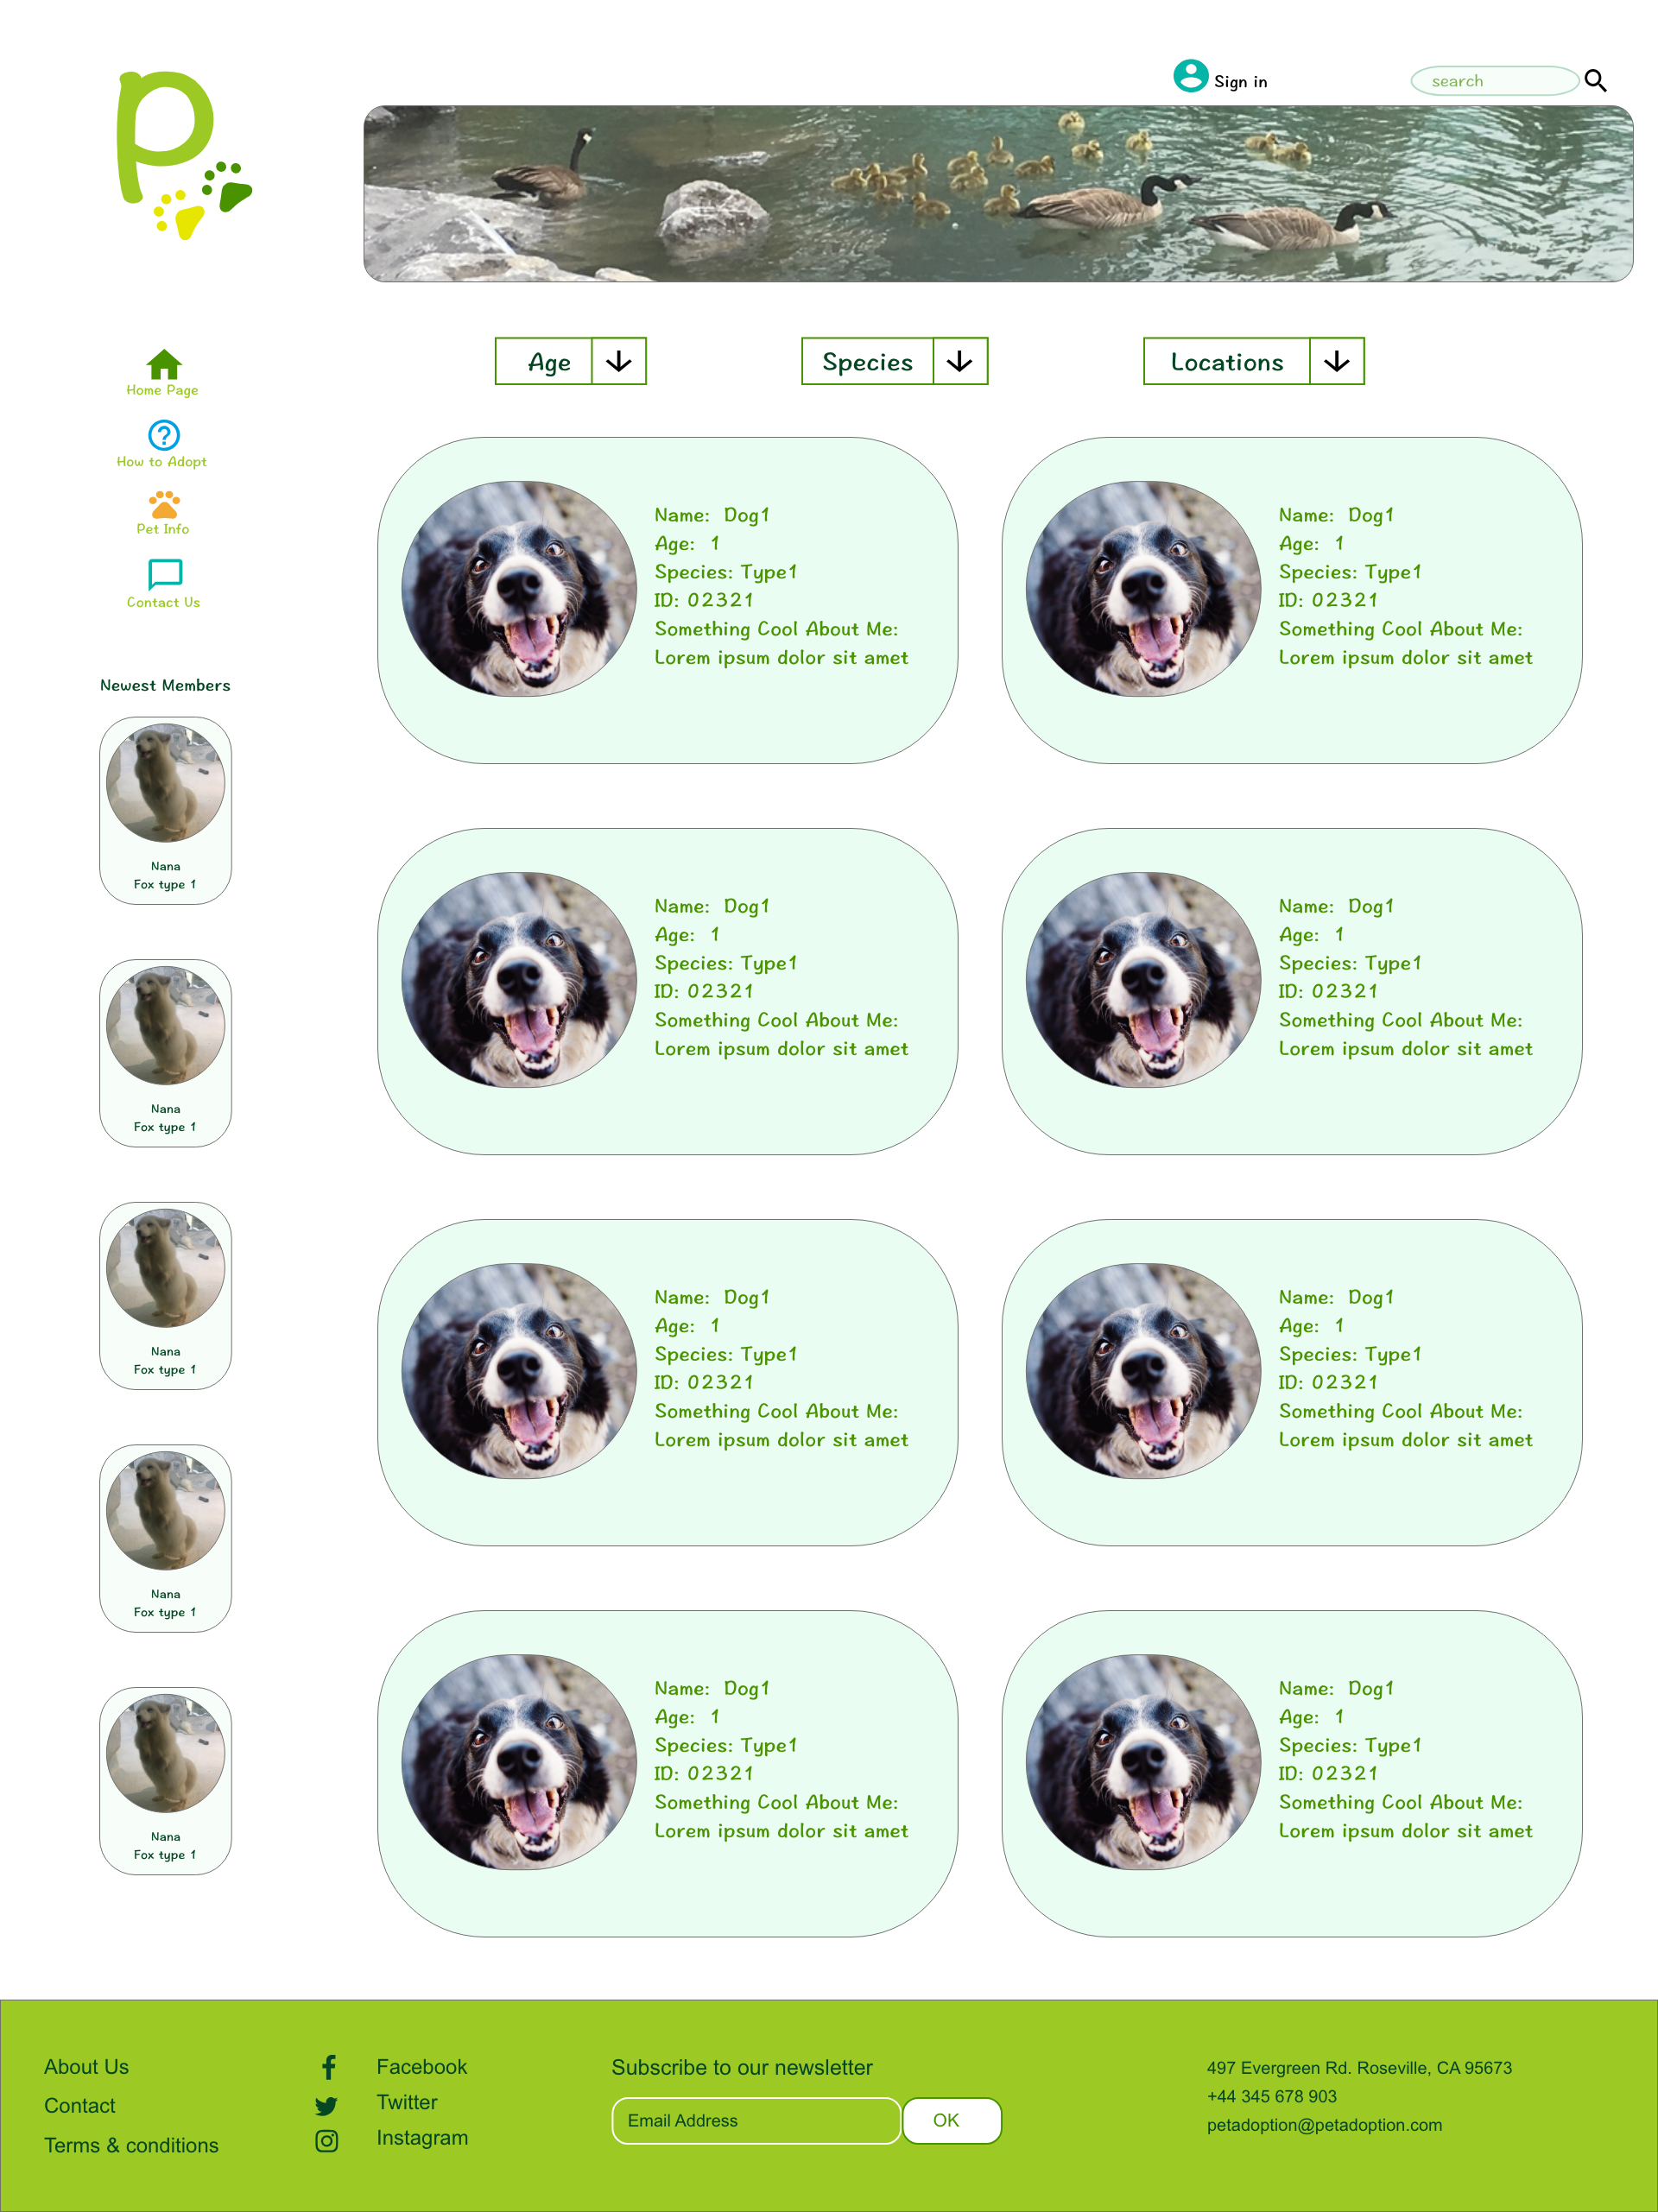 p
Sign in
search
Age
Species
Locations
Home Page
How to Adopt
Pet Info
Contact Us
Newest Members
Nana
Fox type 1
Nana
Fox type 1
Nana
Fox type 1
Nana
Fox type 1
Nana
Fox type 1
Name: Dog1
Age: 1
Species: Type1
ID: 02321
Something Cool About Me:
Lorem ipsum dolor sit amet
Name: Dog1
Age: 1
Species: Type1
ID: 02321
Something Cool About Me:
Lorem ipsum dolor sit amet
Name: Dog1
Age: 1
Species: Type1
ID: 02321
Something Cool About Me:
Lorem ipsum dolor sit amet
Name: Dog1
Age: 1
Species: Type1
ID: 02321
Something Cool About Me:
Lorem ipsum dolor sit amet
Name: Dog1
Age: 1
Species: Type1
ID: 02321
Something Cool About Me:
Lorem ipsum dolor sit amet
Name: Dog1
Age: 1
Species: Type1
ID: 02321
Something Cool About Me:
Lorem ipsum dolor sit amet
Name: Dog1
Age: 1
Species: Type1
ID: 02321
Something Cool About Me:
Lorem ipsum dolor sit amet
Name: Dog1
Age: 1
Species: Type1
ID: 02321
Something Cool About Me:
Lorem ipsum dolor sit amet
About Us
Contact
Terms & conditions
Facebook
Twitter
Instagram
Subscribe to our newsletter
Email Address
OK
497 Evergreen Rd. Roseville, CA 95673
+44 345 678 903
petadoption@petadoption.com